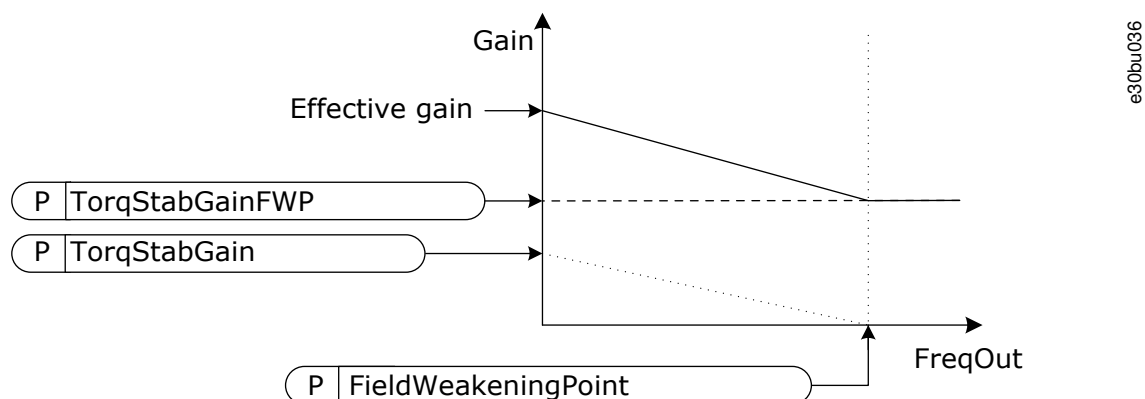 Gain
e30bu036
Effective gain
P TorqStabGainFWP
P TorqStabGain
FreqOut
P FieldWeakeningPoint